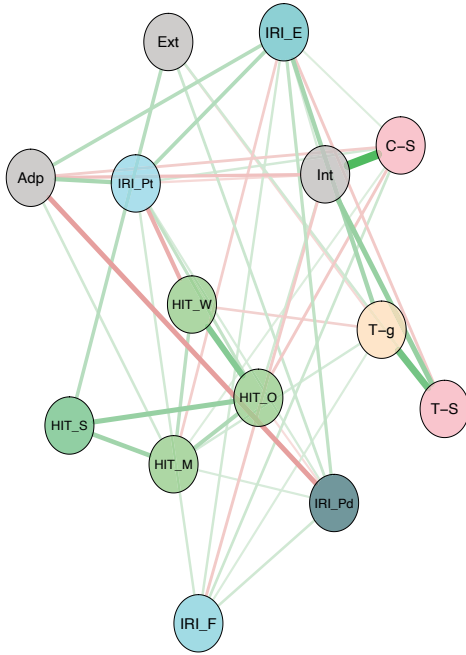 IRI_E
Ext
C−S
Int
Adp
IRI_Pt
HIT_W
T−g
HIT_O
T−S
HIT_S
HIT_M
IRI_Pd
IRI_F